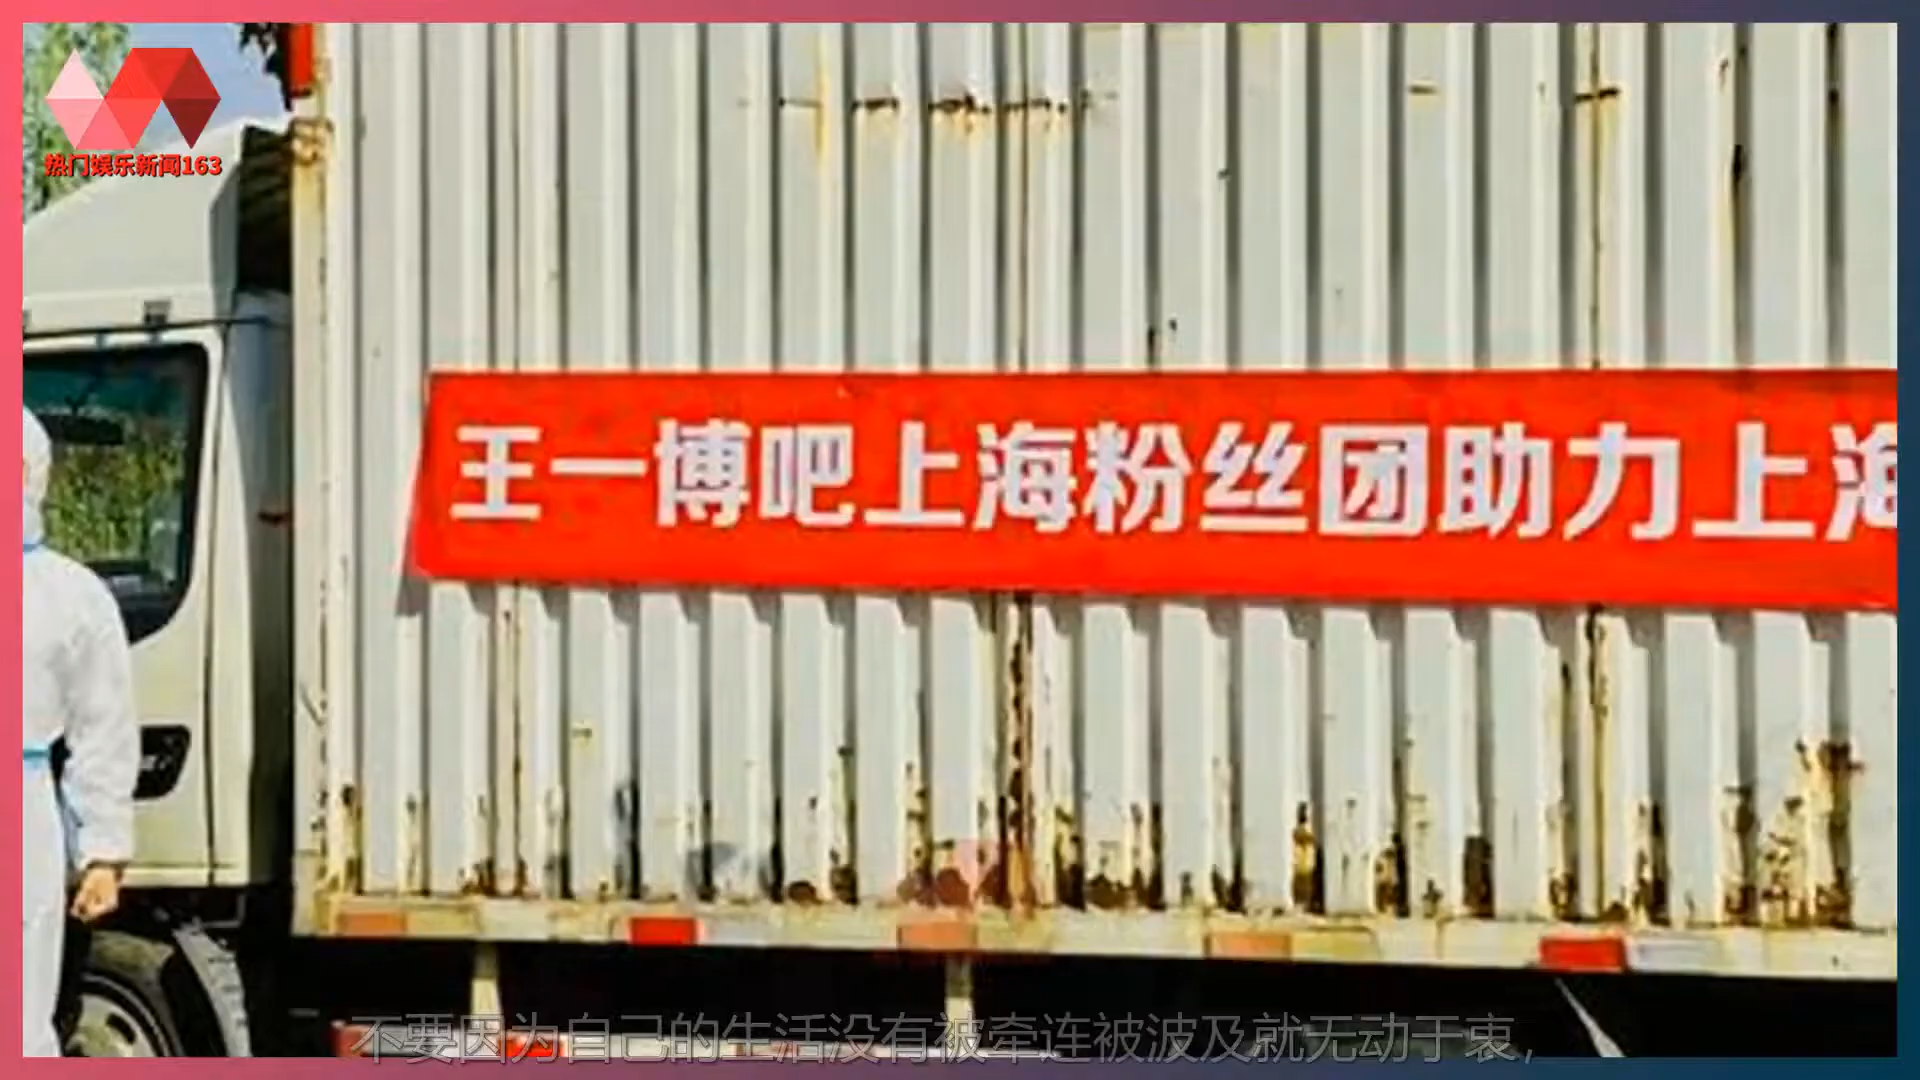 热门娱乐新闻163
王一博吧上海粉丝团助力上海
不要因为自己的生活没有被牵连被波及就无动于衷，